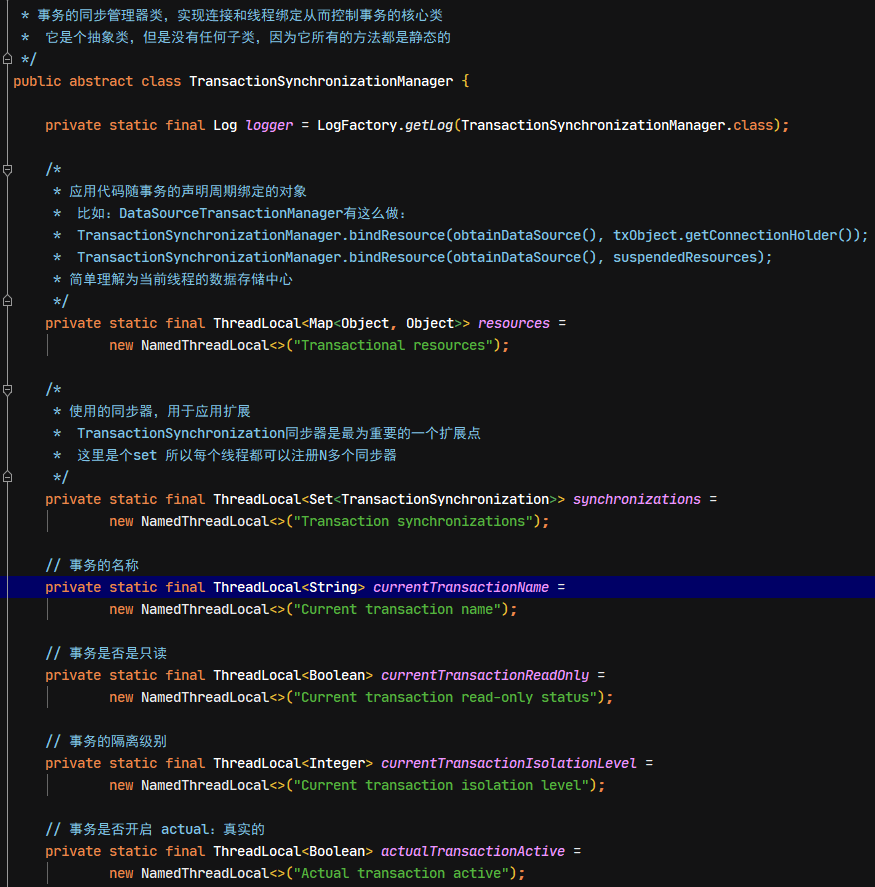 * 事务的同步管理器类，实现连接和线程绑定从而控制事务的核心类
*  它是个抽象类，但是没有任何子类，因为它所有的方法都是静态的
*/
public abstract class TransactionSynchronizationManager {
private static final Log logger = LogFactory.getLog(TransactionSynchronizationManager.class);
/*
* 应用代码随事务的声明周期绑定的对象
*  比如：DataSourceTransactionManager有这么做：
*  TransactionSynchronizationManager.bindResource(obtainDataSource(), txObject.getConnectionHolder());
*  TransactionSynchronizationManager.bindResource(obtainDataSource(), suspendedResources);
* 简单理解为当前线程的数据存储中心
*/
private static final ThreadLocal<Map<Object, Object>> resources =
new NamedThreadLocal<>("Transactional resources");
/*
* 使用的同步器，用于应用扩展
*  TransactionSynchronization同步器是最为重要的一个扩展点
*  这里是个set 所以每个线程都可以注册N多个同步器
*/
private static final ThreadLocal<Set<TransactionSynchronization>> synchronizations =
new NamedThreadLocal<>("Transaction synchronizations");
// 事务的名称
private static final ThreadLocal<String> currentTransactionName =
new NamedThreadLocal<>("Current transaction name");
// 事务是否是只读
private static final ThreadLocal<Boolean> currentTransactionReadOnly =
new NamedThreadLocal<>("Current transaction read-only status");
// 事务的隔离级别
private static final ThreadLocal<Integer> currentTransactionIsolationLevel =
new NamedThreadLocal<>("Current transaction isolation level");
// 事务是否开启 actual：真实的
private static final ThreadLocal<Boolean> actualTransactionActive =
new NamedThreadLocal<>("Actual transaction active");